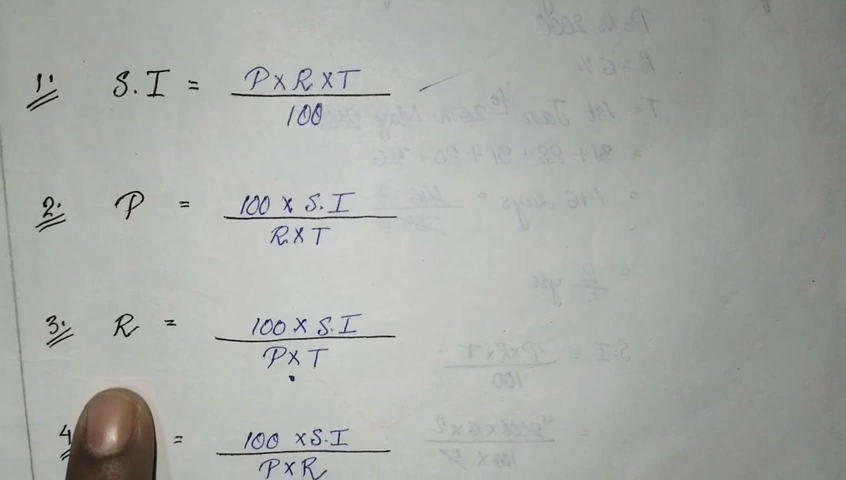 1. S.I = P×R×T / 100
2. P = 100 × S.I / R×T
3. R = 100 × S.I / P×T
4 = 100 × S.I / P×R